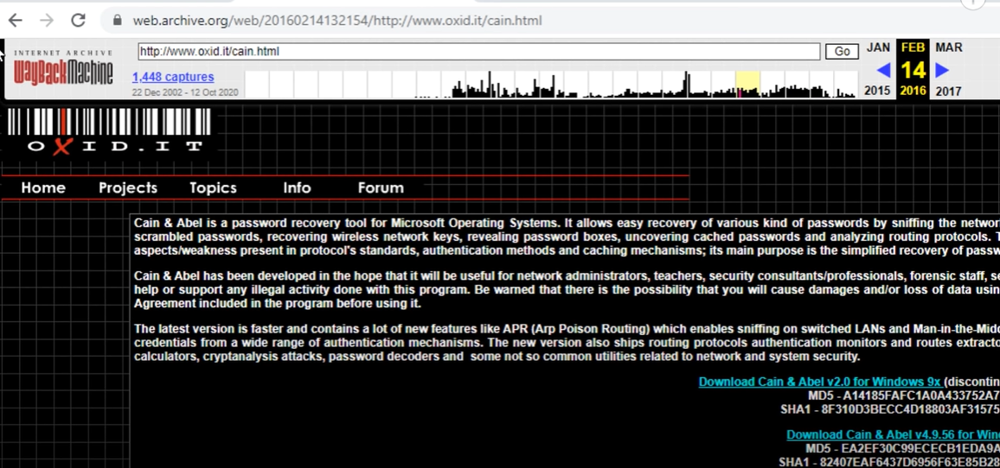 web.archive.org/web/20160214132154/http://www.oxid.it/cain.html
INTERNET ARCHIVE
WayBackMachine
http://www.oxid.it/cain.html
Go
1,448 captures
22 Dec 2002 - 12 Oct 2020
JAN FEB MAR
14
2015 2016 2017
OXID.IT
Home Projects Topics Info Forum
Cain & Abel is a password recovery tool for Microsoft Operating Systems. It allows easy recovery of various kind of passwords by sniffing the
scrambled passwords, recovering wireless network keys, revealing password boxes, uncovering cached passwords and analyzing routing protocols.
aspects/weakness present in protocol's standards, authentication methods and caching mechanisms; its main purpose is the simplified recovery of
Cain & Abel has been developed in the hope that it will be useful for network administrators, teachers, security consultants/professionals, forensic staff,
help or support any illegal activity done with this program. Be warned that there is the possibility that you will cause damages and/or loss of data
Agreement included in the program before using it.
The latest version is faster and contains a lot of new features like APR (Arp Poison Routing) which enables sniffing on switched LANs and
credentials from a wide range of authentication mechanisms. The new version also ships routing protocols authentication monitors and routes
calculators, cryptanalysis attacks, password decoders and some not so common utilities related to network and system security.
Download Cain & Abel v2.0 for Windows 9x
MD5 - A14185FAFC1A0A433752A7
SHA1 - 8F310D3BECC4D18803AF31575
Download Cain & Abel v4.9.56 for
MD5 - EA2EF30C99ECECB1EDA9A
SHA1 - 82407EAF6437D6956F63E85B28